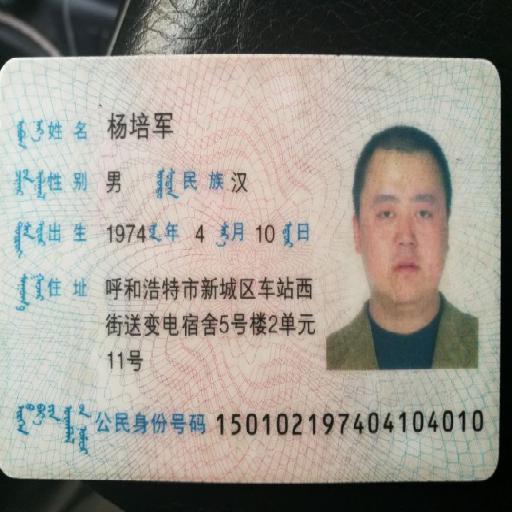 姓名 杨培军
性别 男 民族 汉
出生 1974 年 4 月 10 日
住址 呼和浩特市新城区车站西
街送变电宿舍5号楼2单元
11号
公民身份号码 150102197404104010